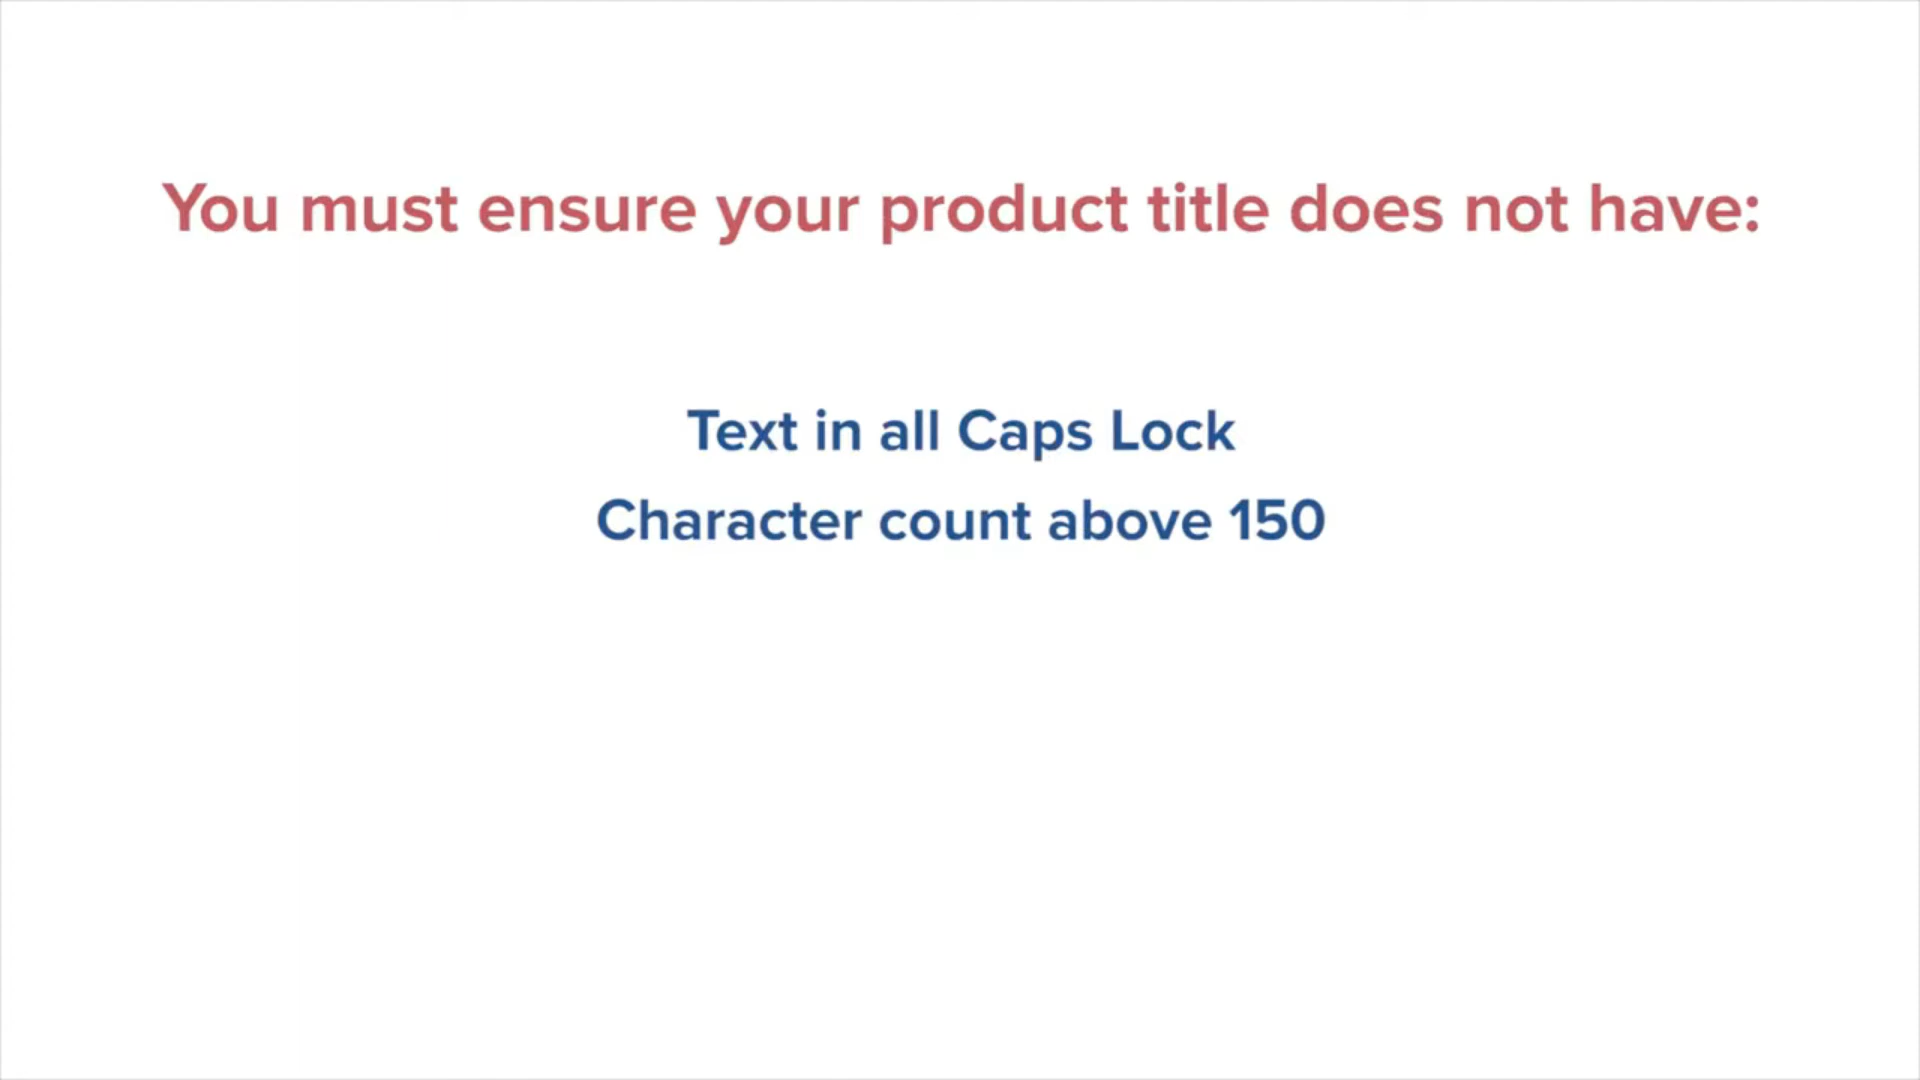 You must ensure your product title does not have:
Text in all Caps Lock
Character count above 150